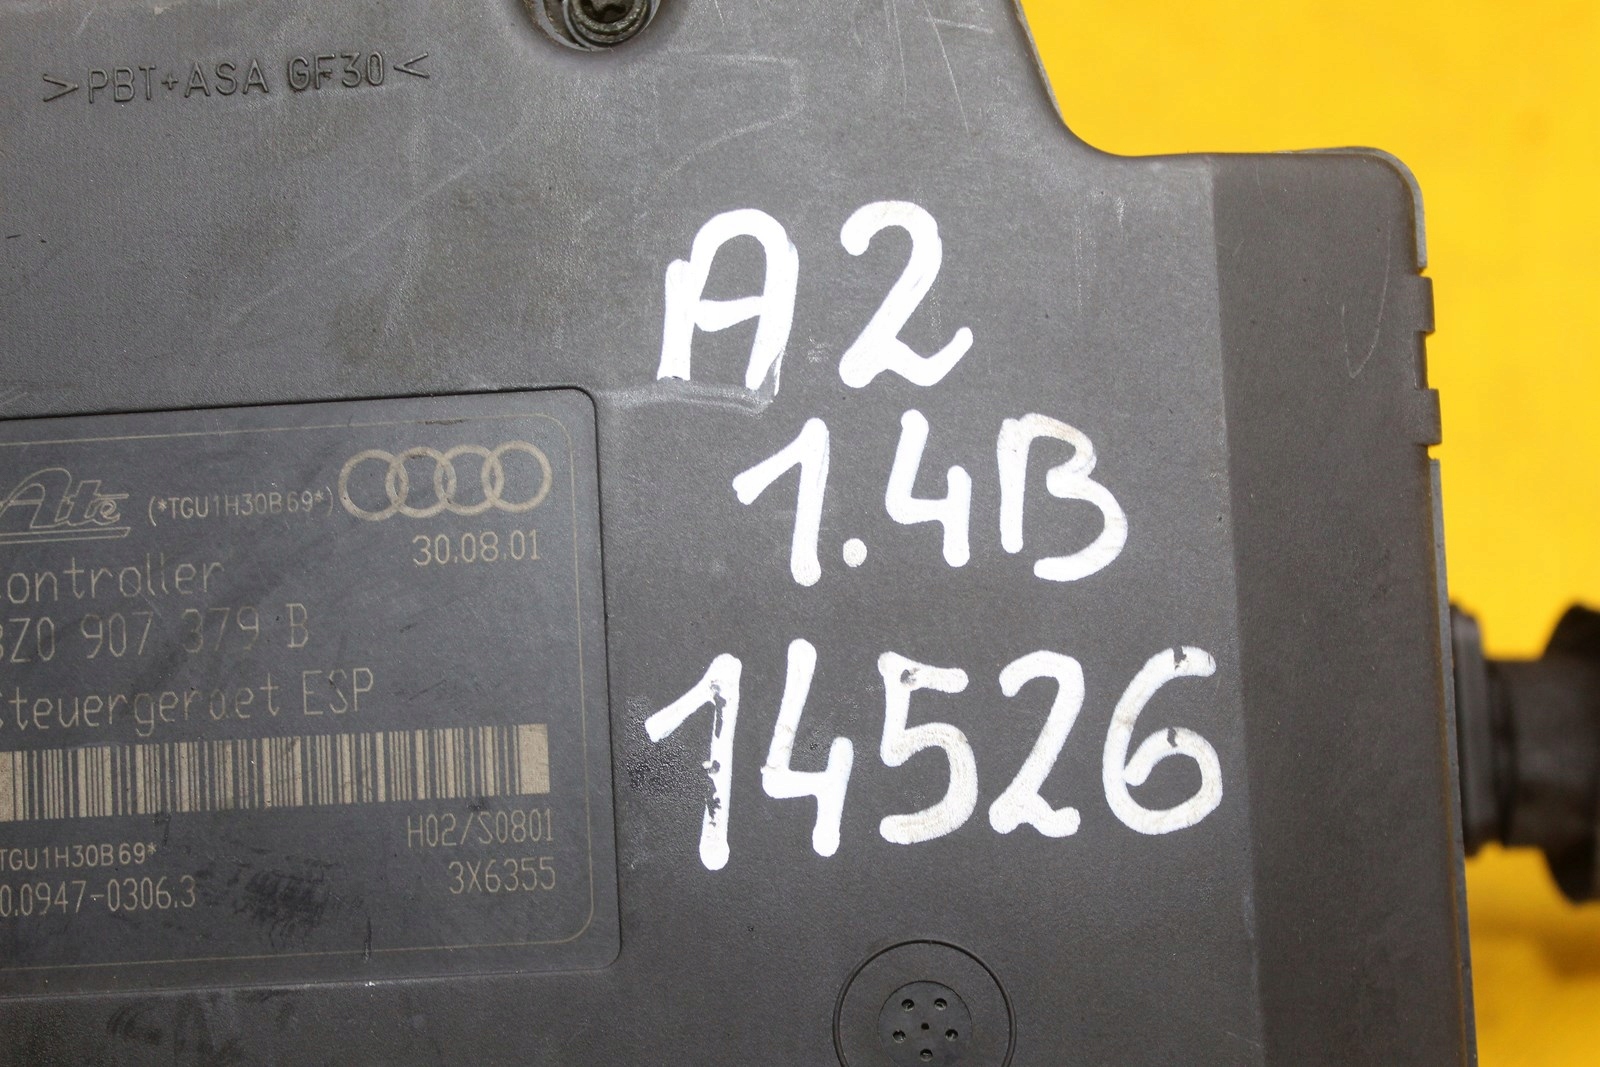 >PBT+ASA GF30<
A2
1.4B
14526
Ate (*TGU1H30B69*)
30.08.01
ontroller
8Z0 907 379 B
Steuergeraet ESP
H02/S0801
TGU1H30B69*
3X6355
0.0947-0306.3